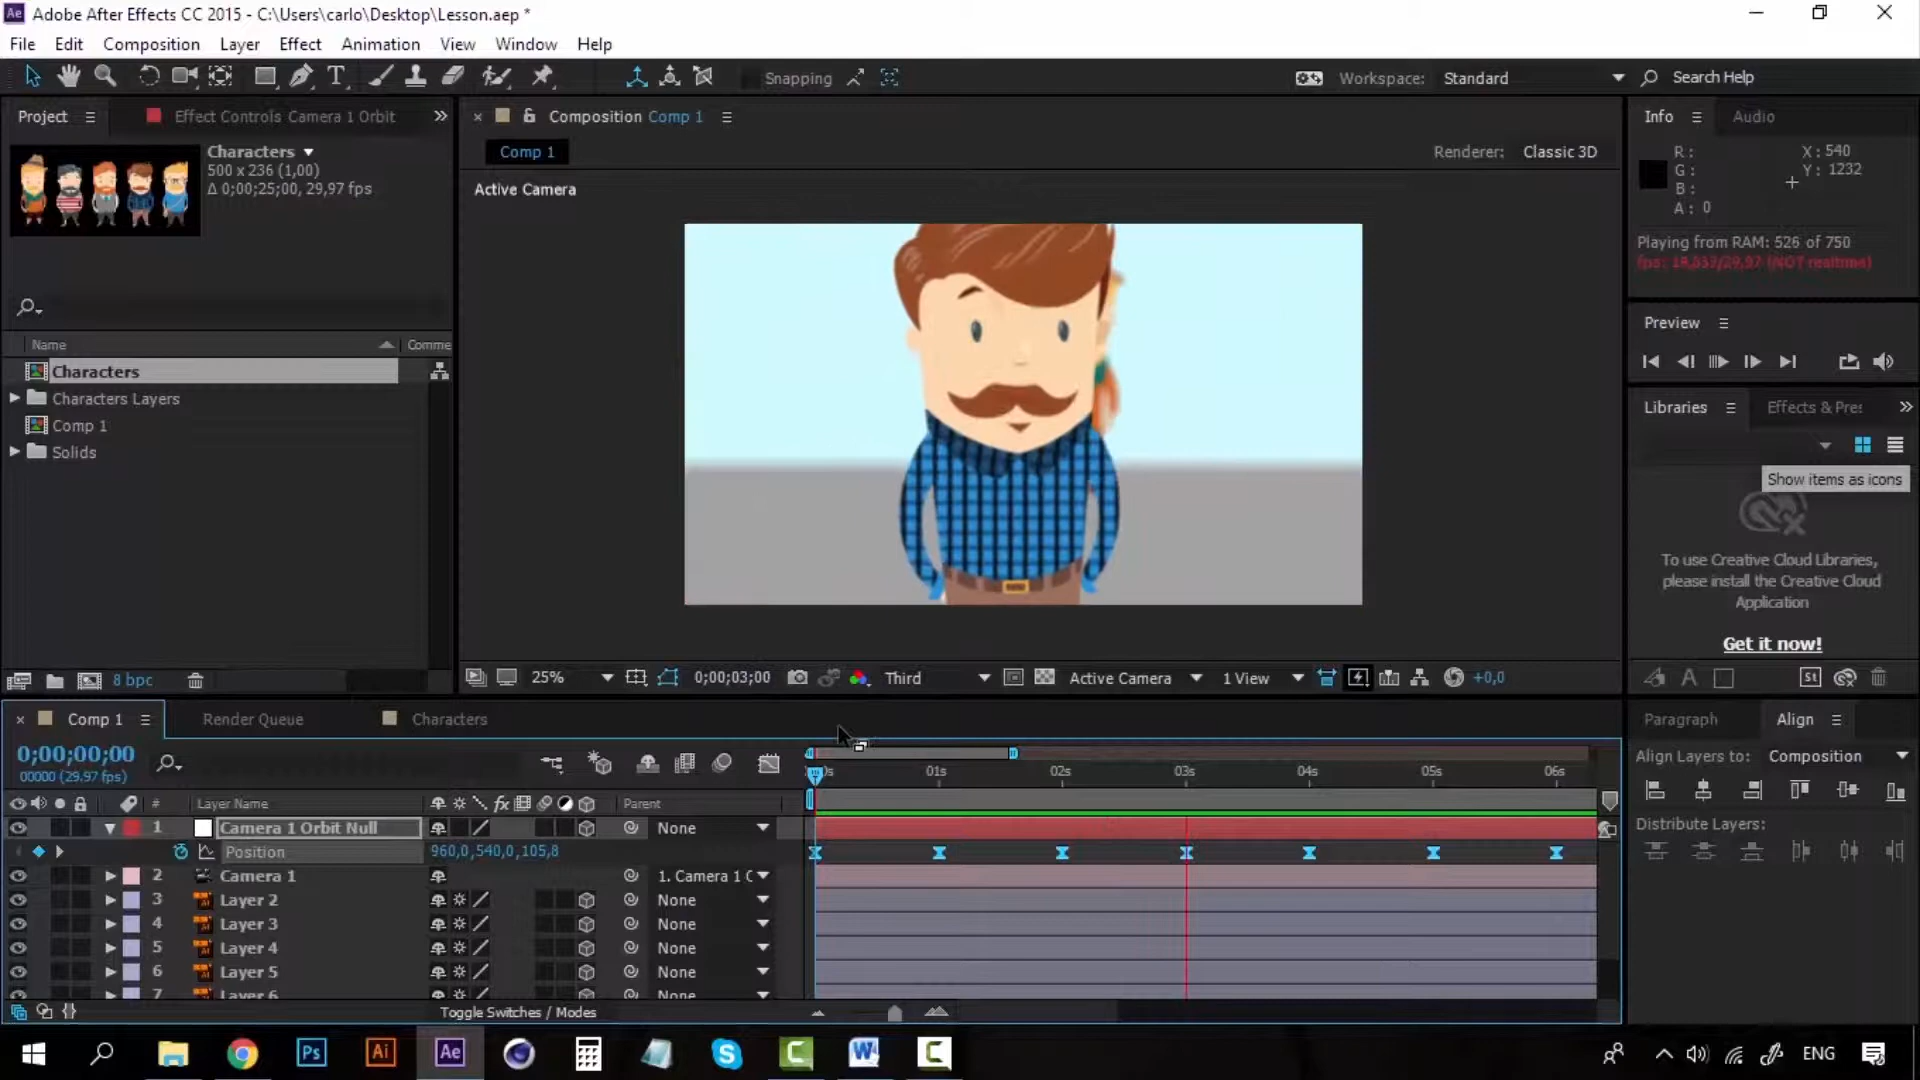 Adobe After Effects CC 2015 - C:\Users\carlo\Desktop\Lesson.aep *
File Edit Composition Layer Effect Animation View Window Help
Snapping
Workspace: Standard
Search Help
Project
Effect Controls Camera 1 Orbit
Characters
500 x 236 (1,00)
Δ 0;00;25;00, 29,97 fps
Name
Comme
Characters
Characters Layers
Comp 1
Solids
8 bpc
Composition Comp 1
Comp 1
Renderer: Classic 3D
Active Camera
25%
0;00;03;00
Third
Active Camera
1 View
+0,0
Info
Audio
R:
G:
B:
A: 0
X: 540
Y: 1232
Playing from RAM: 526 of 750
(NOT realtime)
Preview
Libraries
Effects & Pre
Show items as icons
To use Creative Cloud Libraries,
please install the Creative Cloud
Application
Get it now!
St
Comp 1
Render Queue
Characters
0;00;00;00
00000 (29.97 fps)
01s 02s 03s 04s 05s 06s
# Layer Name
fx
Parent
1 Camera 1 Orbit Null None
Position 960,0,540,0,105,8
2 Camera 1 1. Camera 1 C
3 Layer 2 None
4 Layer 3 None
5 Layer 4 None
6 Layer 5 None
7 Layer 6 None
Toggle Switches / Modes
Paragraph
Align
Align Layers to: Composition
Distribute Layers:
Ps
Ai
Ae
ENG